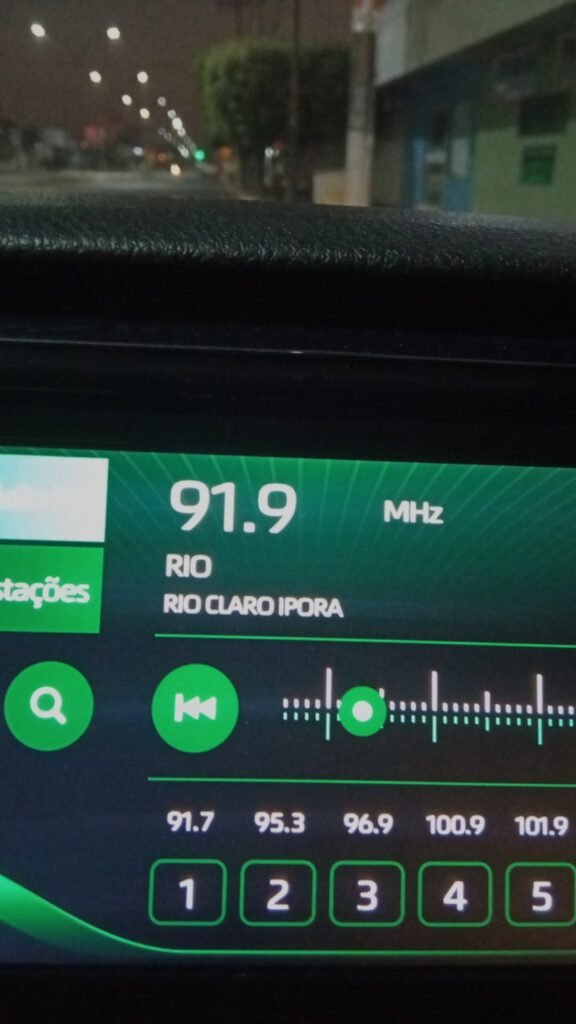 91.9 MHz
RIO
RIO CLARO IPORA
stações
91.7 95.3 96.9 100.9 101.9
1 2 3 4 5